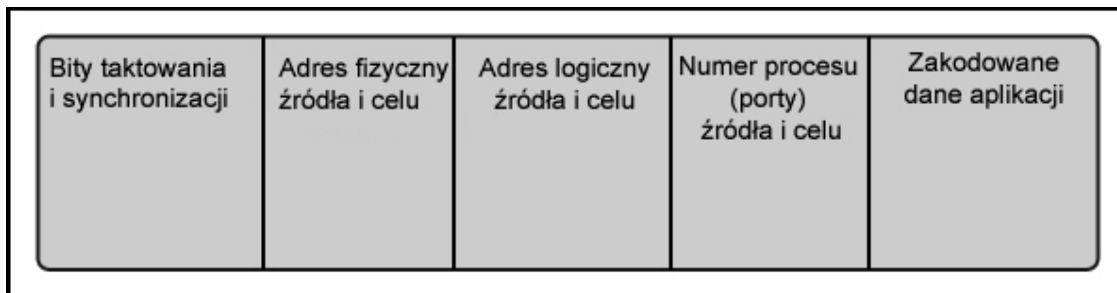 Bity taktowania
i synchronizacji
Adres fizyczny
źródła i celu
Adres logiczny
źródła i celu
Numer procesu
(porty)
źródła i celu
Zakodowane
dane aplikacji